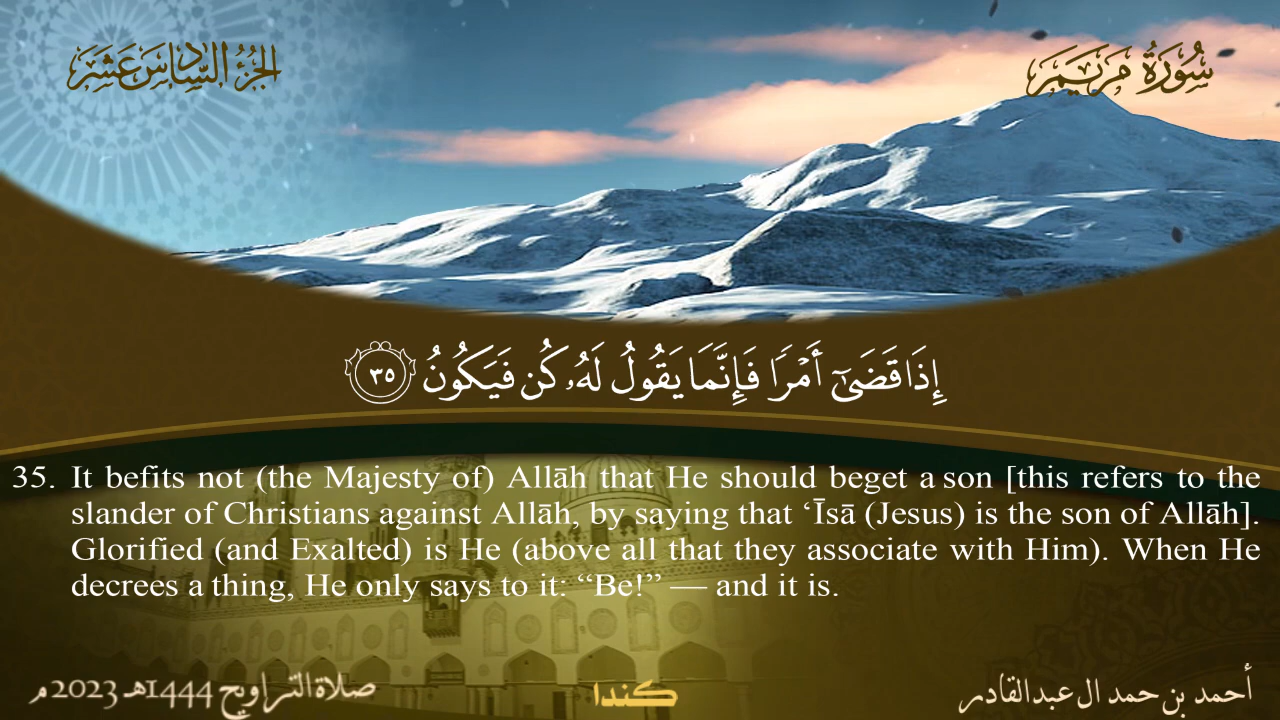 الجزء السادس عشر
سورة مريم
إِذَا قَضَىٰٓ أَمْرًا فَإِنَّمَا يَقُولُ لَهُۥ كُن فَيَكُونُ ٣٥
35. It befits not (the Majesty of) Allāh that He should beget a son [this refers to the
slander of Christians against Allāh, by saying that ‘Īsā (Jesus) is the son of Allāh].
Glorified (and Exalted) is He (above all that they associate with Him). When He
decrees a thing, He only says to it: “Be!” — and it is.
صلاة التراويح 1444هـ 2023م
كندا
أحمد بن حمد ال عبدالقادر